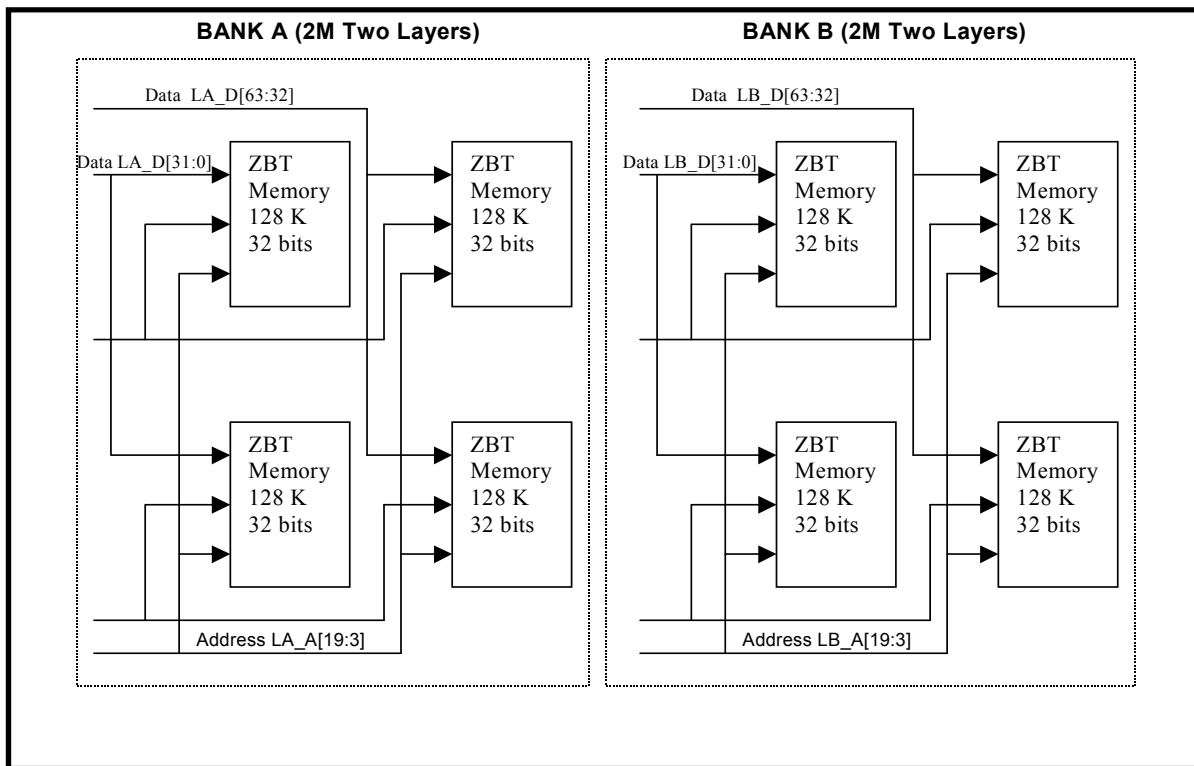 BANK A (2M Two Layers)
BANK B (2M Two Layers)
Data LA_D[63:32]
Data LB_D[63:32]
Data LA_D[31:0]
ZBT
Memory
128 K
32 bits
ZBT
Memory
128 K
32 bits
Data LB_D[31:0]
ZBT
Memory
128 K
32 bits
ZBT
Memory
128 K
32 bits
ZBT
Memory
128 K
32 bits
ZBT
Memory
128 K
32 bits
ZBT
Memory
128 K
32 bits
ZBT
Memory
128 K
32 bits
Address LA_A[19:3]
Address LB_A[19:3]